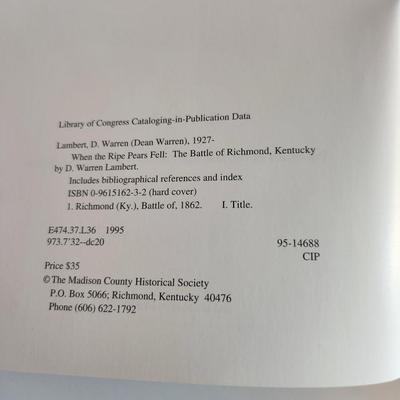 Library of Congress Cataloging-in-Publication Data
Lambert, D. Warren (Dean Warren), 1927-
When the Ripe Pears Fell: The Battle of Richmond, Kentucky
by D. Warren Lambert.
Includes bibliographical references and index
ISBN 0-9615162-3-2 (hard cover)
1. Richmond (Ky.), Battle of, 1862. I. Title.
E474.37.L36 1995
973.7'32--dc20 95-14688
CIP
Price $35
© The Madison County Historical Society
P.O. Box 5066; Richmond, Kentucky 40476
Phone (606) 622-1792